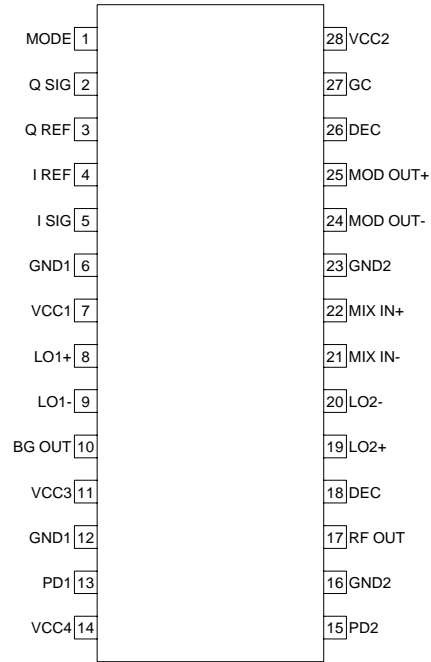 MODE 1
28 VCC2
Q SIG 2
27 GC
Q REF 3
26 DEC
I REF 4
25 MOD OUT+
I SIG 5
24 MOD OUT-
GND1 6
23 GND2
VCC1 7
22 MIX IN+
LO1+ 8
21 MIX IN-
LO1- 9
20 LO2-
BG OUT 10
19 LO2+
VCC3 11
18 DEC
GND1 12
17 RF OUT
PD1 13
16 GND2
VCC4 14
15 PD2